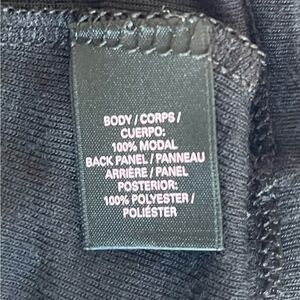 BODY / CORPS /
CUERPO:
100% MODAL
BACK PANEL / PANNEAU
ARRIÈRE / PANEL
POSTERIOR:
100% POLYESTER /
POLIÉSTER